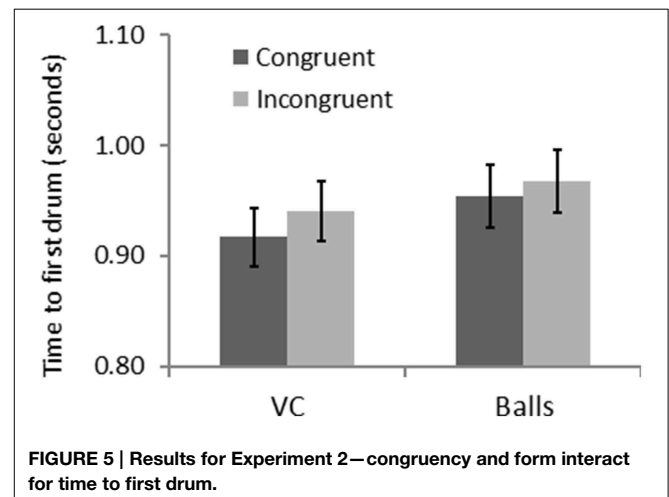 1.10
Congruent
Incongruent
1.00
0.90
0.80
Time to first drum (seconds)
VC Balls
FIGURE 5 | Results for Experiment 2—congruency and form interact
for time to first drum.